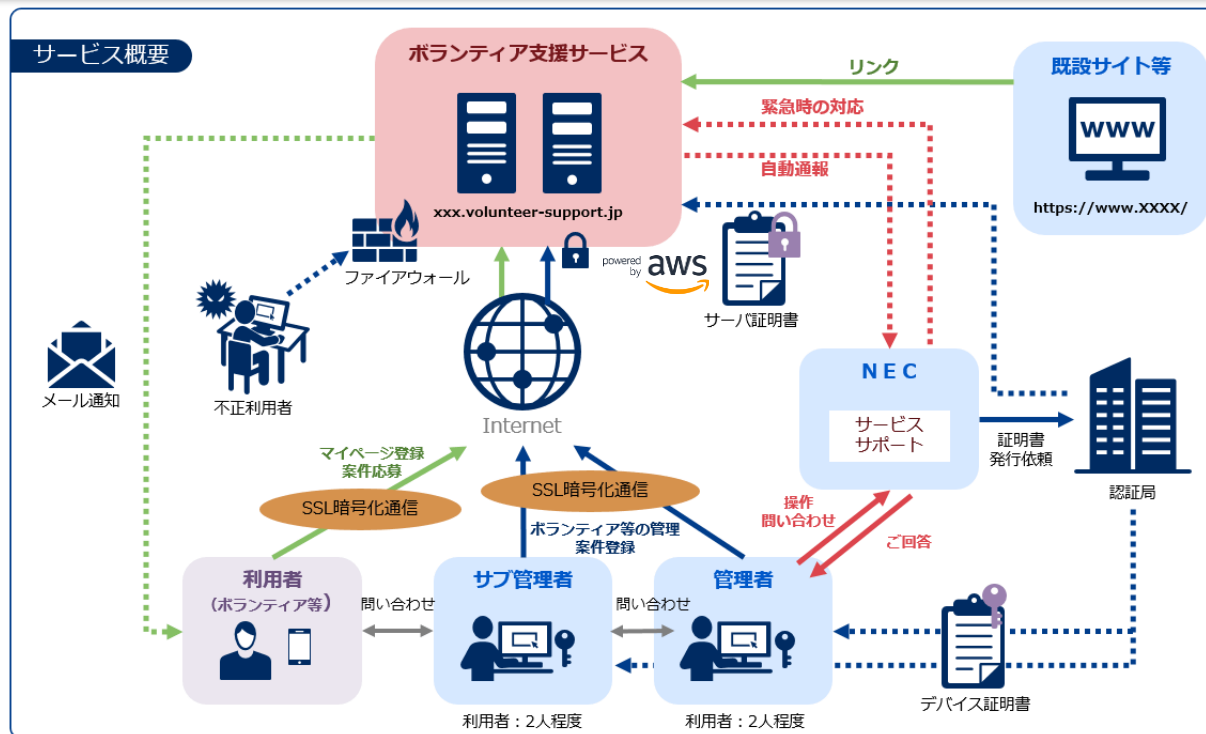 サービス概要
ボランティア支援サービス
xxx.volunteer-support.jp
リンク
既設サイト等
WWW
https://www.XXXX/
緊急時の対応
自動通報
ファイアウォール
powered
by
aws
サーバ証明書
不正利用者
メール通知
Internet
NEC
サービス
サポート
証明書
発行依頼
認証局
マイページ登録
案件応募
SSL暗号化通信
SSL暗号化通信
ボランティア等の管理
案件登録
操作
問い合わせ
ご回答
利用者
(ボランティア等)
問い合わせ
サブ管理者
問い合わせ
管理者
デバイス証明書
利用者：2人程度
利用者：2人程度